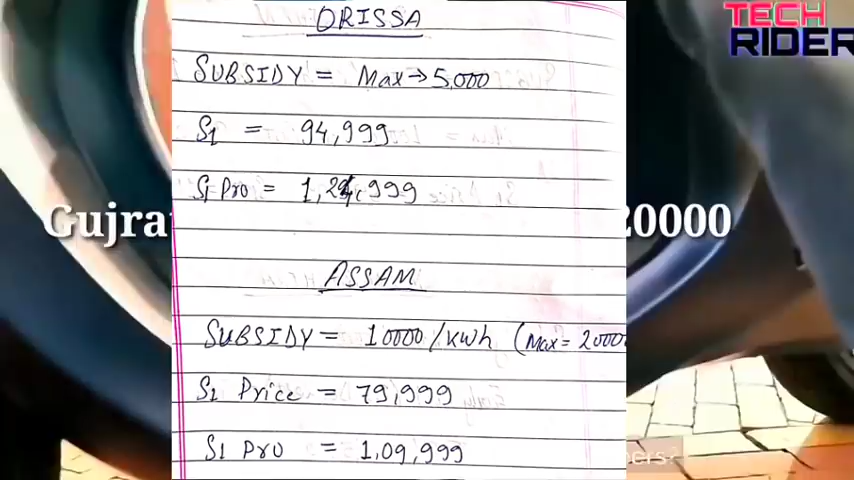 TECH
RIDER
ORISSA
SUBSIDY = Max → 5,000
S1 = 94,999
S1 Pro = 1,24,999
Gujra
20000
ASSAM
SUBSIDY = 10000/kwh (Max = 20000
S1 Price = 79,999
S1 Pro = 1,09,999